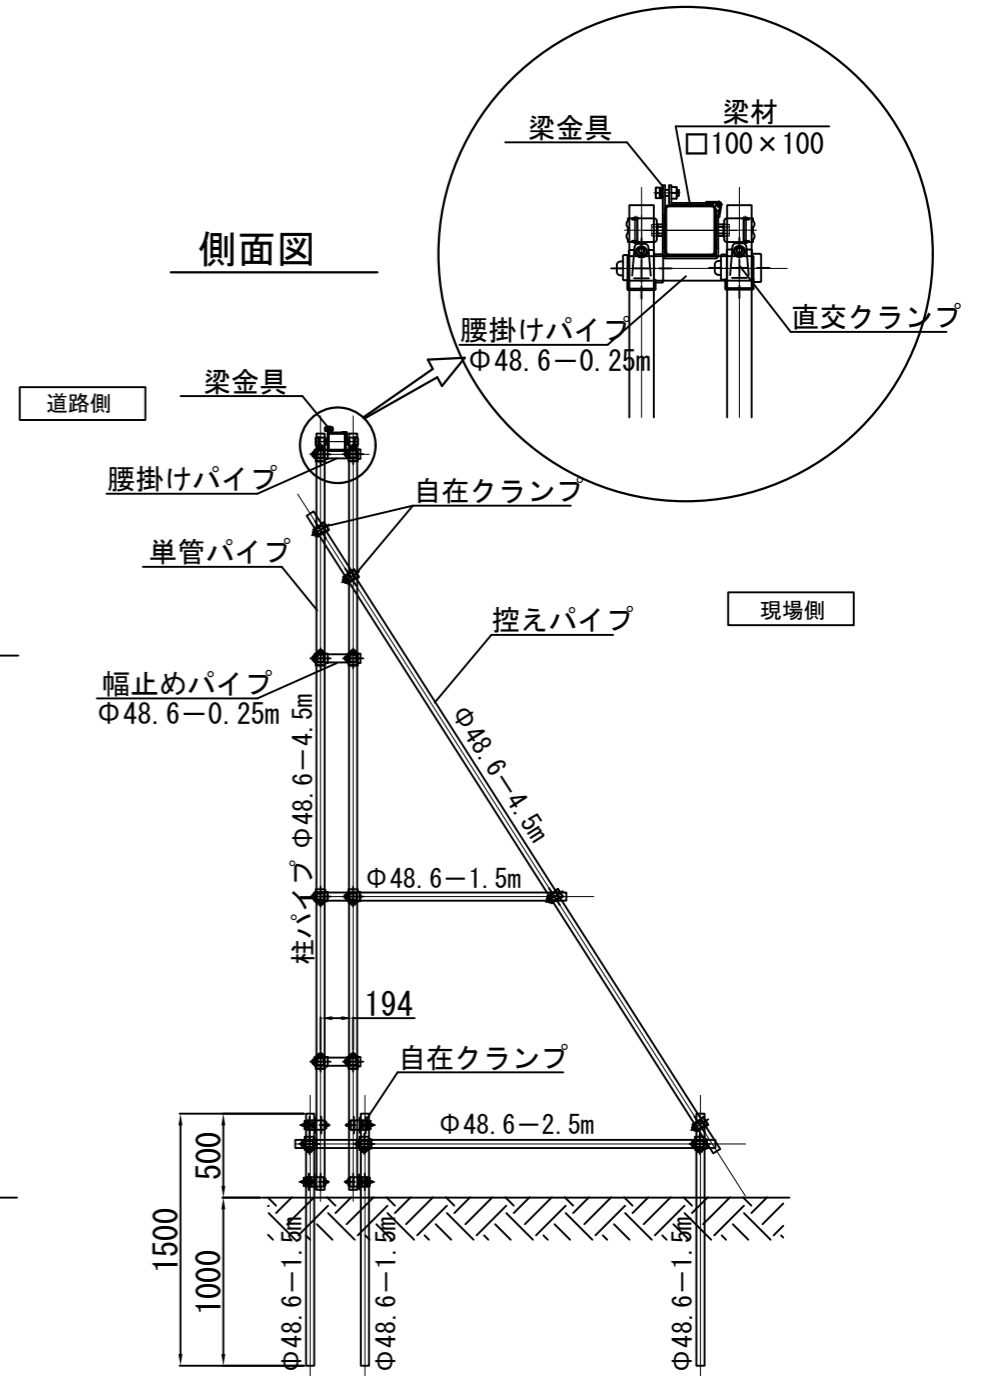 梁材
□100×100
梁金具
側面図
直交クランプ
腰掛けパイプ
Φ48.6−0.25m
道路側
梁金具
腰掛けパイプ
自在クランプ
単管パイプ
現場側
控えパイプ
幅止めパイプ
Φ48.6−0.25m
柱パイプ Φ48.6−4.5m
Φ48.6−4.5m
Φ48.6−1.5m
194
自在クランプ
Φ48.6−2.5m
500
1500
1000
Φ48.6−1.5m
Φ48.6−1.5m
Φ48.6−1.5m